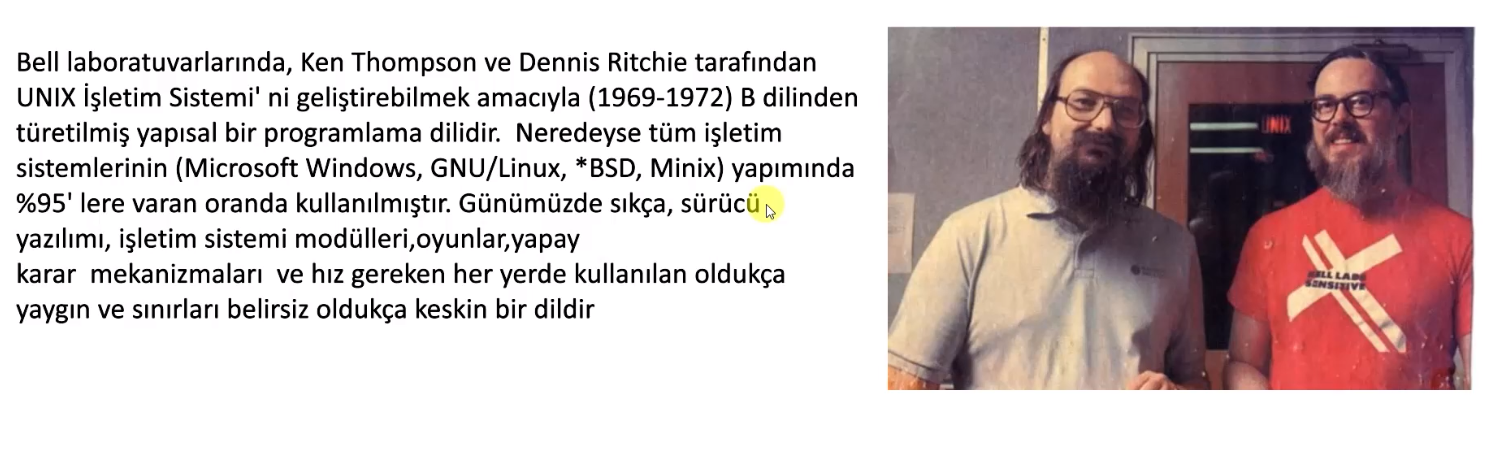 Bell laboratuvarlarında, Ken Thompson ve Dennis Ritchie tarafından
UNIX İşletim Sistemi' ni geliştirebilmek amacıyla (1969-1972) B dilinden
türetilmiş yapısal bir programlama dilidir.  Neredeyse tüm işletim
sistemlerinin (Microsoft Windows, GNU/Linux, *BSD, Minix) yapımında
%95' lere varan oranda kullanılmıştır. Günümüzde sıkça, sürücü
yazılımı, işletim sistemi modülleri,oyunlar,yapay
karar  mekanizmaları  ve hız gereken her yerde kullanılan oldukça
yaygın ve sınırları belirsiz oldukça keskin bir dildir
UNIX
BELL LABS
SENSITIVE